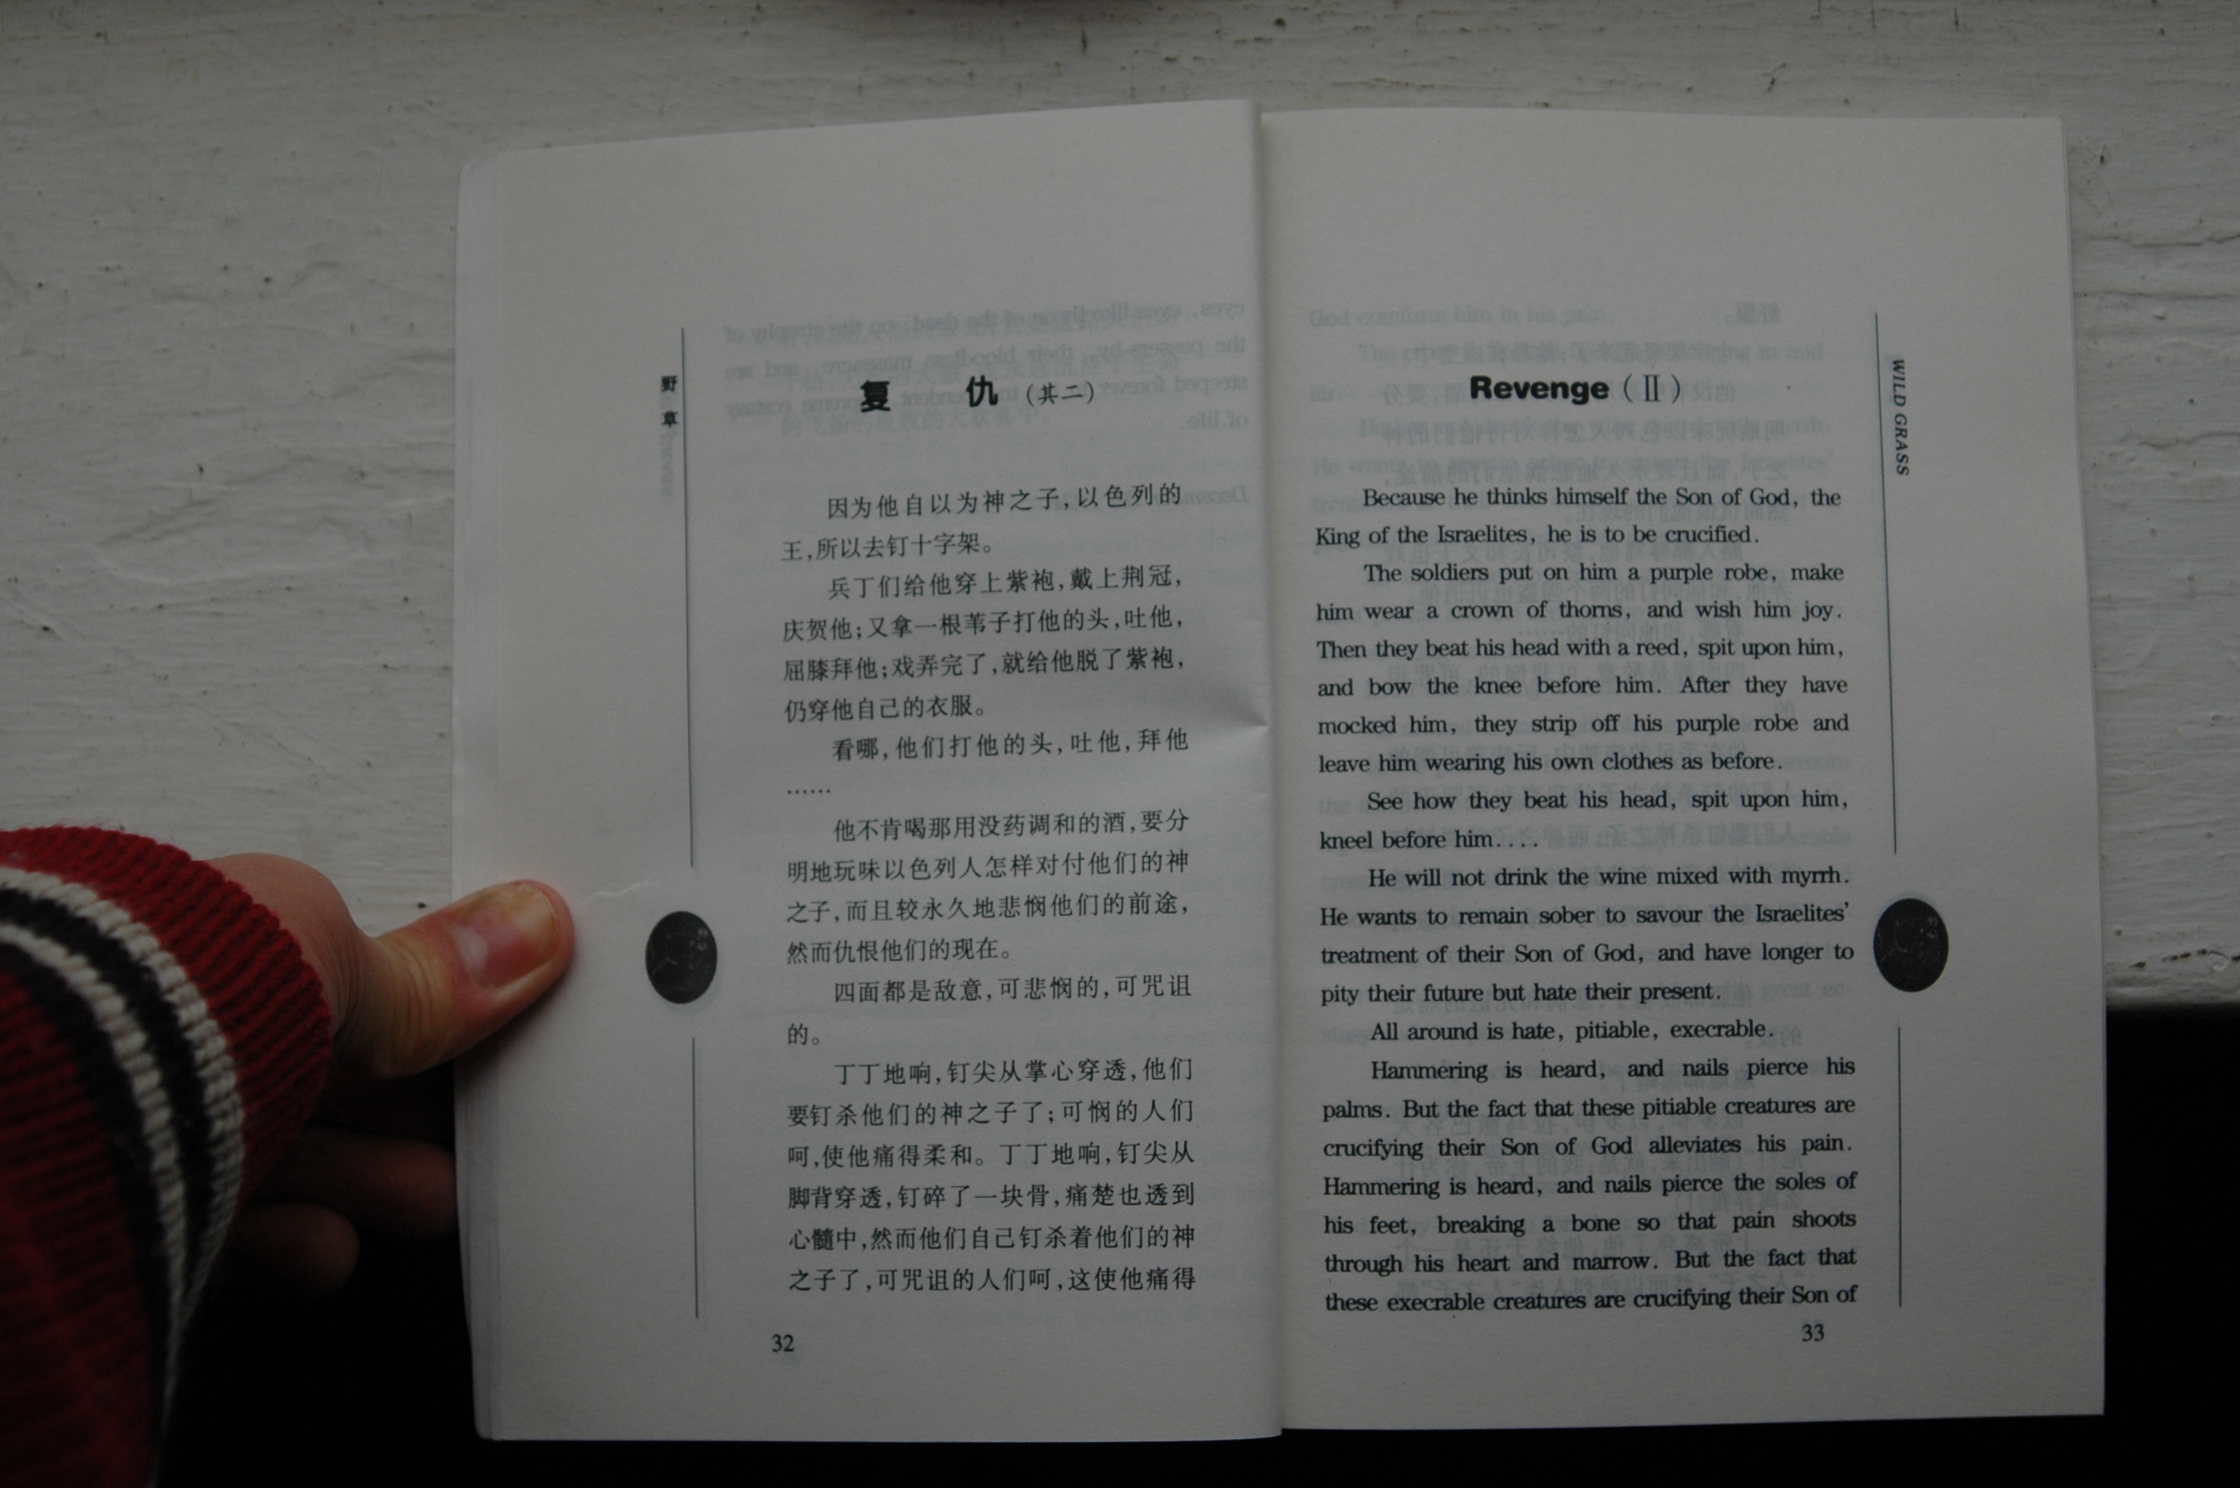 野草
复 仇(其二)
因为他自以为神之子,以色列的
王,所以去钉十字架。
兵丁们给他穿上紫袍,戴上荆冠,
庆贺他;又拿一根苇子打他的头,吐他,
屈膝拜他;戏弄完了,就给他脱了紫袍,
仍穿他自己的衣服。
看哪,他们打他的头,吐他,拜他
……
他不肯喝那用没药调和的酒,要分
明地玩味以色列人怎样对付他们的神
之子,而且较永久地悲悯他们的前途,
然而仇恨他们的现在。
四面都是敌意,可悲悯的,可咒诅
的。
丁丁地响,钉尖从掌心穿透,他们
要钉杀他们的神之子了;可悯的人们
呵,使他痛得柔和。丁丁地响,钉尖从
脚背穿透,钉碎了一块骨,痛楚也透到
心髓中,然而他们自己钉杀着他们的神
之子了,可咒诅的人们呵,这使他痛得
32
WILD GRASS
Revenge (Ⅱ)
Because he thinks himself the Son of God, the
King of the Israelites, he is to be crucified.
The soldiers put on him a purple robe, make
him wear a crown of thorns, and wish him joy.
Then they beat his head with a reed, spit upon him,
and bow the knee before him. After they have
mocked him, they strip off his purple robe and
leave him wearing his own clothes as before.
See how they beat his head, spit upon him,
kneel before him....
He will not drink the wine mixed with myrrh.
He wants to remain sober to savour the Israelites'
treatment of their Son of God, and have longer to
pity their future but hate their present.
All around is hate, pitiable, execrable.
Hammering is heard, and nails pierce his
palms. But the fact that these pitiable creatures are
crucifying their Son of God alleviates his pain.
Hammering is heard, and nails pierce the soles of
his feet, breaking a bone so that pain shoots
through his heart and marrow. But the fact that
these execrable creatures are crucifying their Son of
33